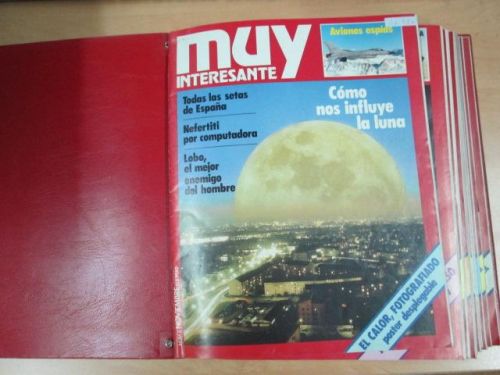 muy
INTERESANTE
Aviones espías
Cómo
nos influye
la luna
Todas las setas
de España
Nefertiti
por computadora
Lobo,
el mejor
enemigo
del hombre
EL CALOR, FOTOGRAFIADO
poster desplegable